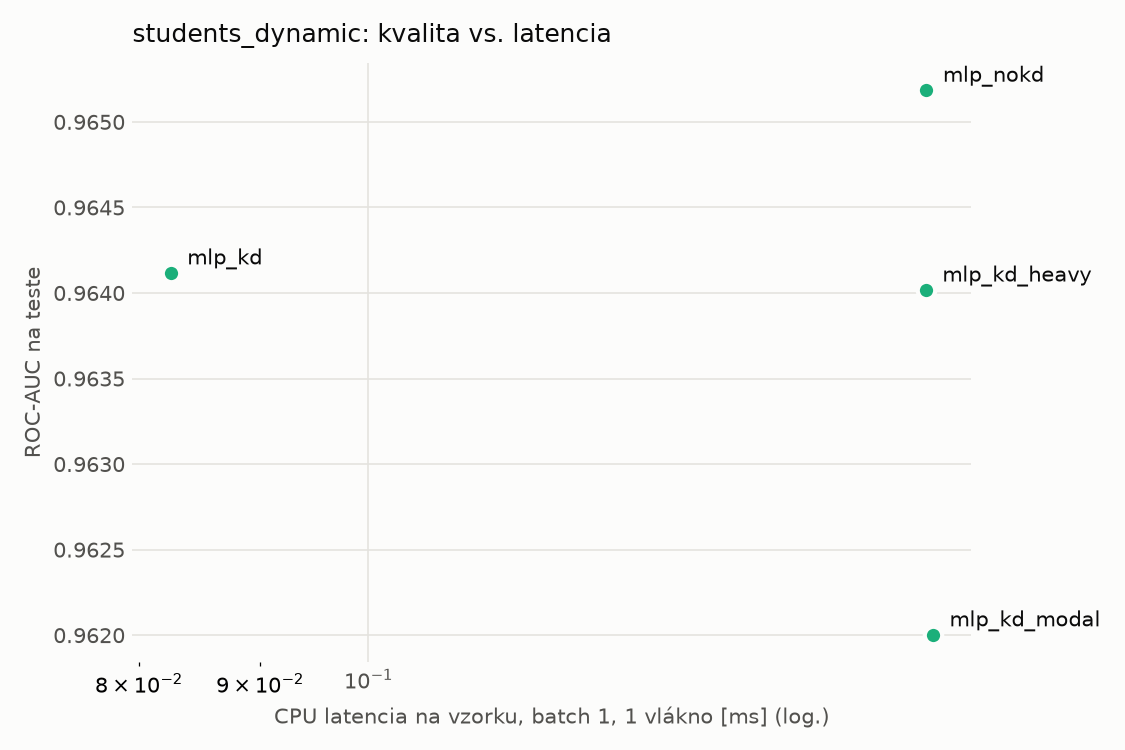 students_dynamic: kvalita vs. latencia
mlp_nokd
0.9650
0.9645
mlp_kd
mlp_kd_heavy
0.9640
0.9635
0.9630
0.9625
mlp_kd_modal
0.9620
ROC-AUC na teste
8 × 10⁻² 9 × 10⁻² 10⁻¹
CPU latencia na vzorku, batch 1, 1 vlákno [ms] (log.)